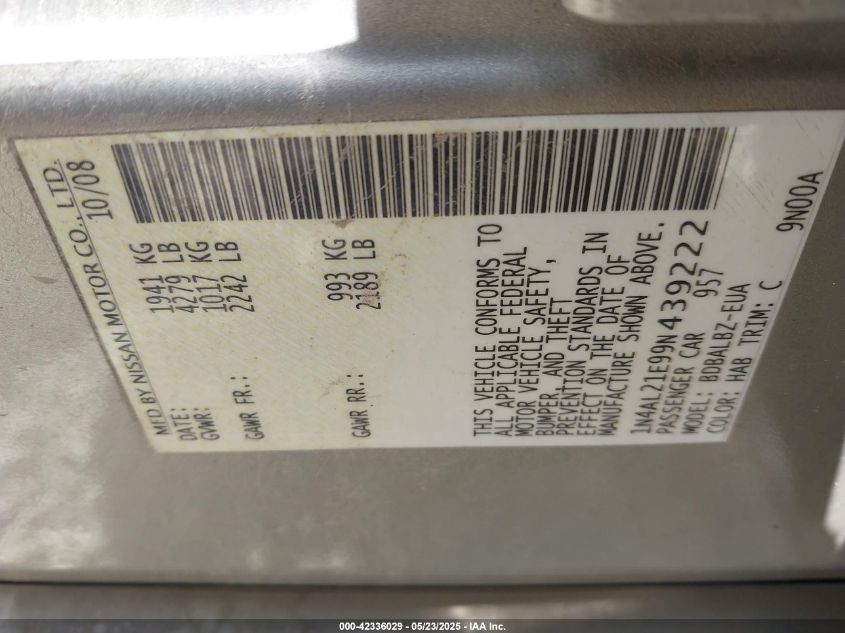 MFD BY NISSAN MOTOR CO., LTD.
DATE: 10/08
GVWR: 1941 KG
4279 LB
GAWR FR.: 1017 KG
2242 LB
GAWR RR.: 993 KG
2189 LB
THIS VEHICLE CONFORMS TO
ALL APPLICABLE FEDERAL
MOTOR VEHICLE SAFETY,
BUMPER, AND THEFT
PREVENTION STANDARDS IN
EFFECT ON THE DATE OF
MANUFACTURE SHOWN ABOVE.
1N4AL21E99N439222
PASSENGER CAR 957
MODEL: BDBALBZ-EUA
COLOR: HAB TRIM: C
9N00A
000-42336029 — 05/23/2025 - IAA Inc.